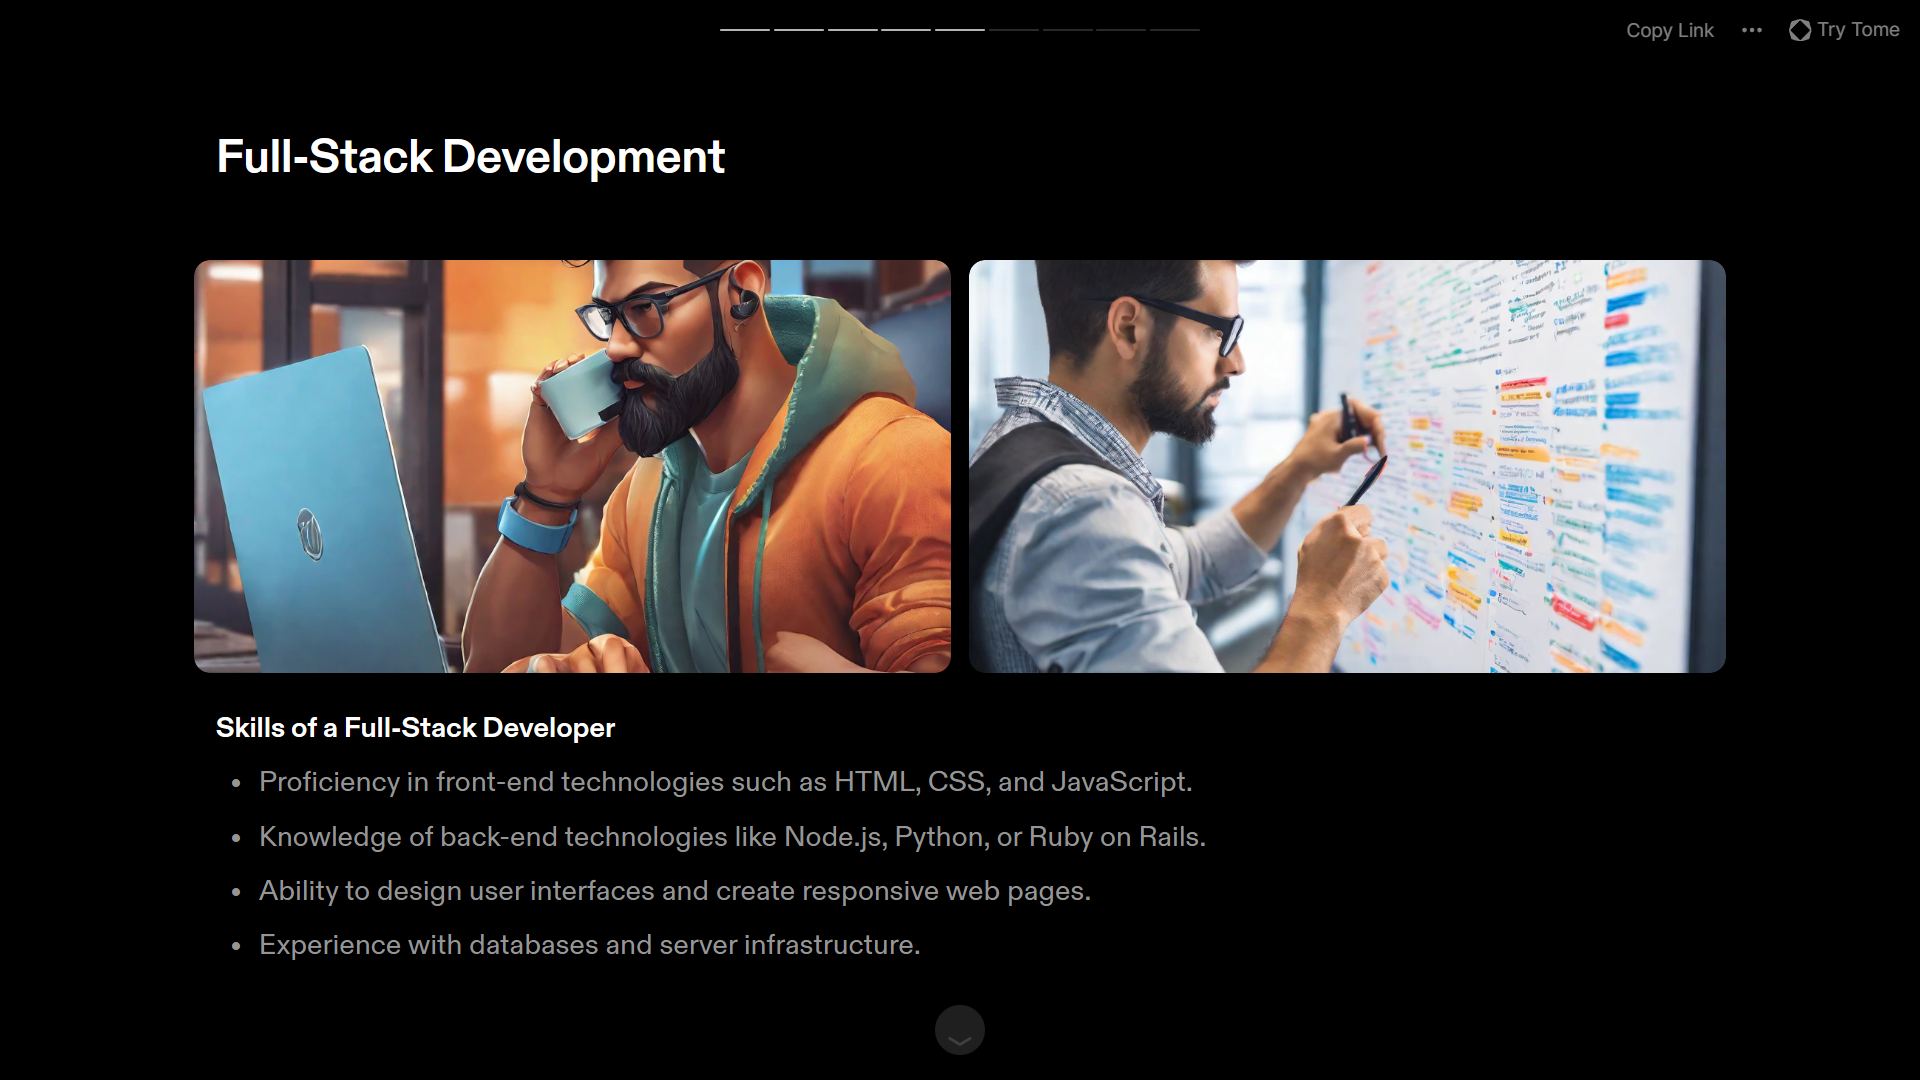 Copy Link
Try Tome
Full-Stack Development
Skills of a Full-Stack Developer
• Proficiency in front-end technologies such as HTML, CSS, and JavaScript.
• Knowledge of back-end technologies like Node.js, Python, or Ruby on Rails.
• Ability to design user interfaces and create responsive web pages.
• Experience with databases and server infrastructure.